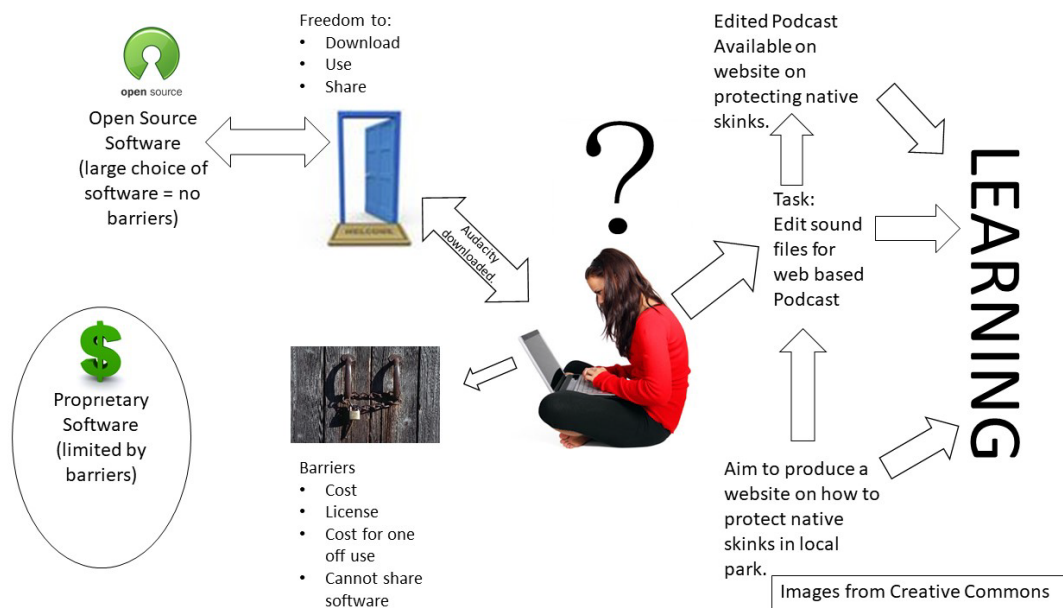 Freedom to:
• Download
• Use
• Share
open source
Open Source
Software
(large choice of
software = no
barriers)
WELCOME
Audacity
downloaded.
?
Edited Podcast
Available on
website on
protecting native
skinks.
Task:
Edit sound
files for
web based
Podcast
LEARNING
$
Proprietary
Software
(limited by
barriers)
Barriers
• Cost
• License
• Cost for one
off use
• Cannot share
software
Aim to produce a
website on how to
protect native
skinks in local
park.
Images from Creative Commons